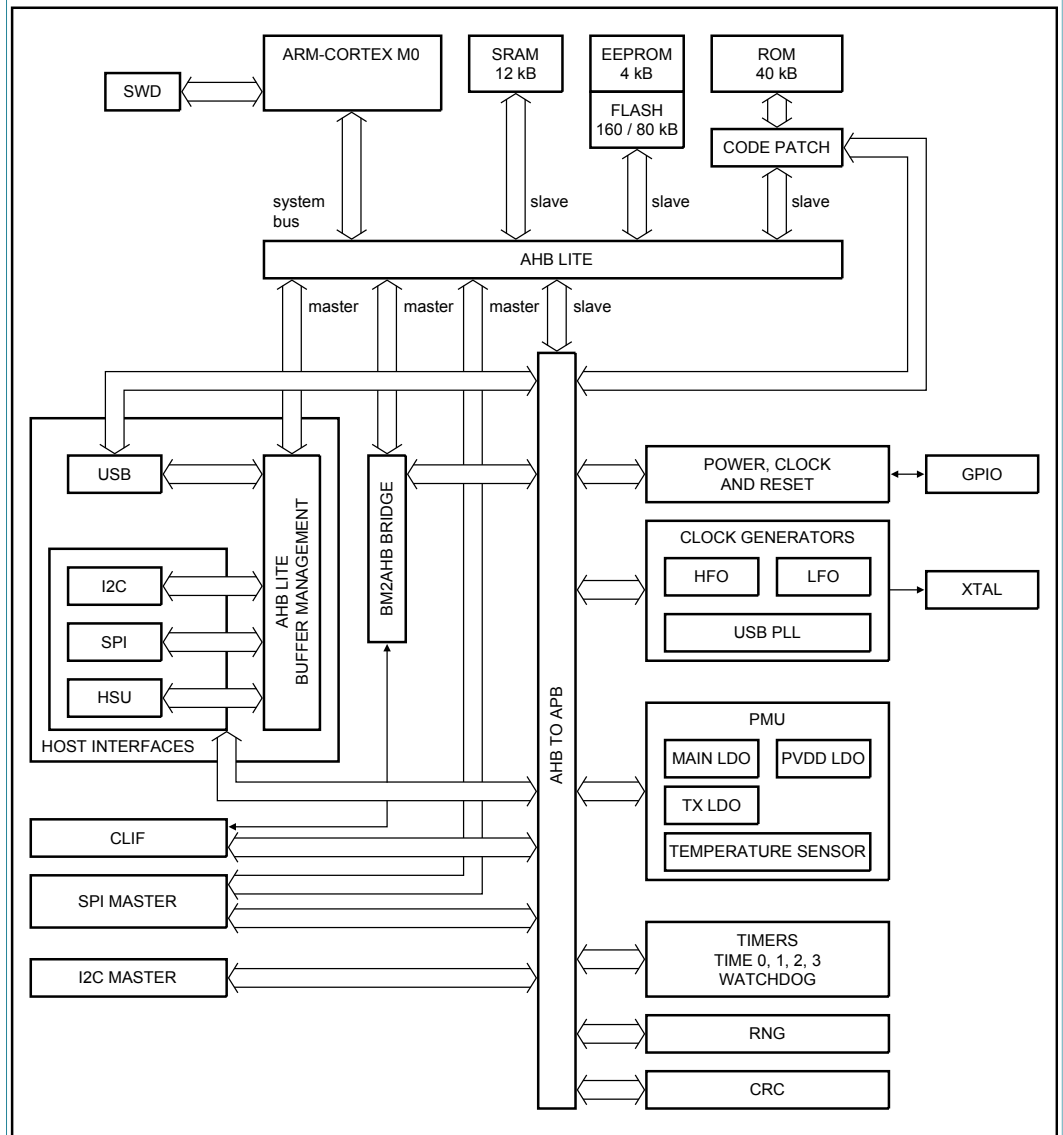 ARM-CORTEX M0
SRAM
12 kB
EEPROM
4 kB
ROM
40 kB
SWD
FLASH
160 / 80 kB
CODE PATCH
system
bus
slave
slave
slave
AHB LITE
master
master
master
slave
USB
AHB LITE
BUFFER MANAGEMENT
BM2AHB BRIDGE
POWER, CLOCK
AND RESET
GPIO
CLOCK GENERATORS
HFO
LFO
USB PLL
XTAL
I2C
SPI
HSU
HOST INTERFACES
AHB TO APB
PMU
MAIN LDO
PVDD LDO
TX LDO
TEMPERATURE SENSOR
CLIF
SPI MASTER
I2C MASTER
TIMERS
TIME 0, 1, 2, 3
WATCHDOG
RNG
CRC